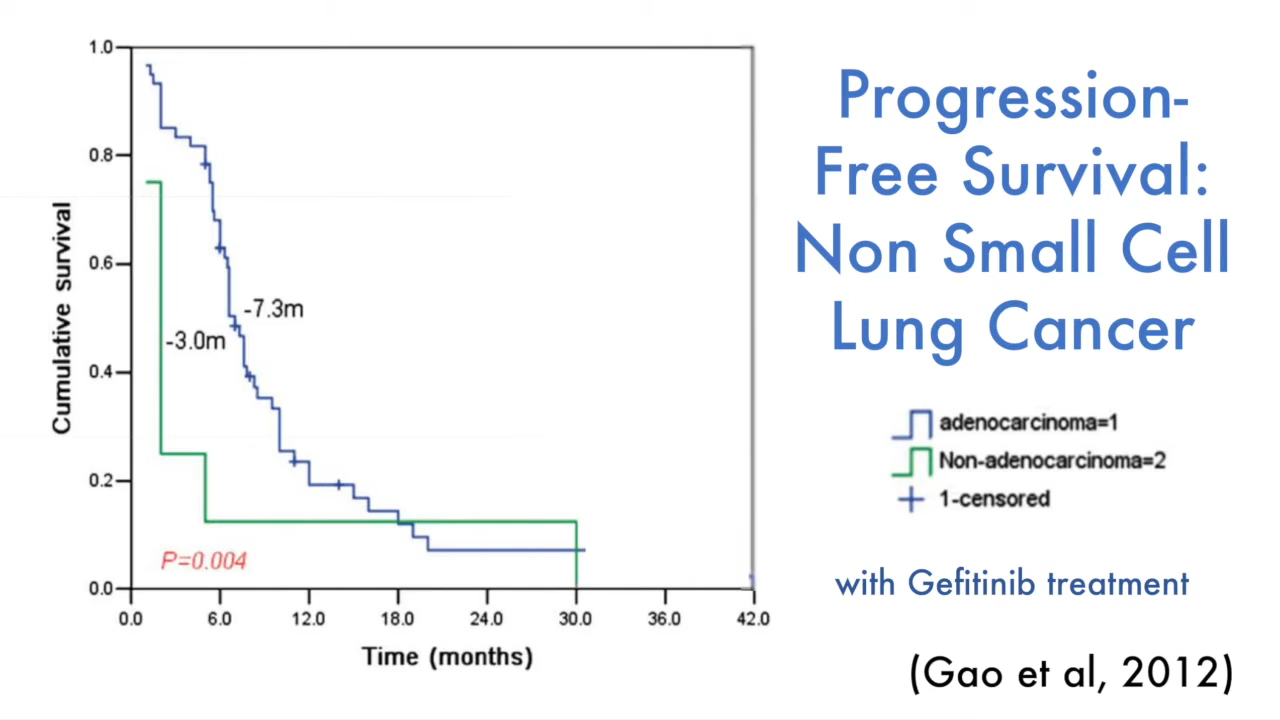 Progression-
Free Survival:
Non Small Cell
Lung Cancer
1.0
0.8
0.6
0.4
0.2
0.0
Cumulative survival
-7.3m
-3.0m
P=0.004
0.0 6.0 12.0 18.0 24.0 30.0 36.0 42.0
Time (months)
adenocarcinoma=1
Non-adenocarcinoma=2
1-censored
with Gefitinib treatment
(Gao et al, 2012)